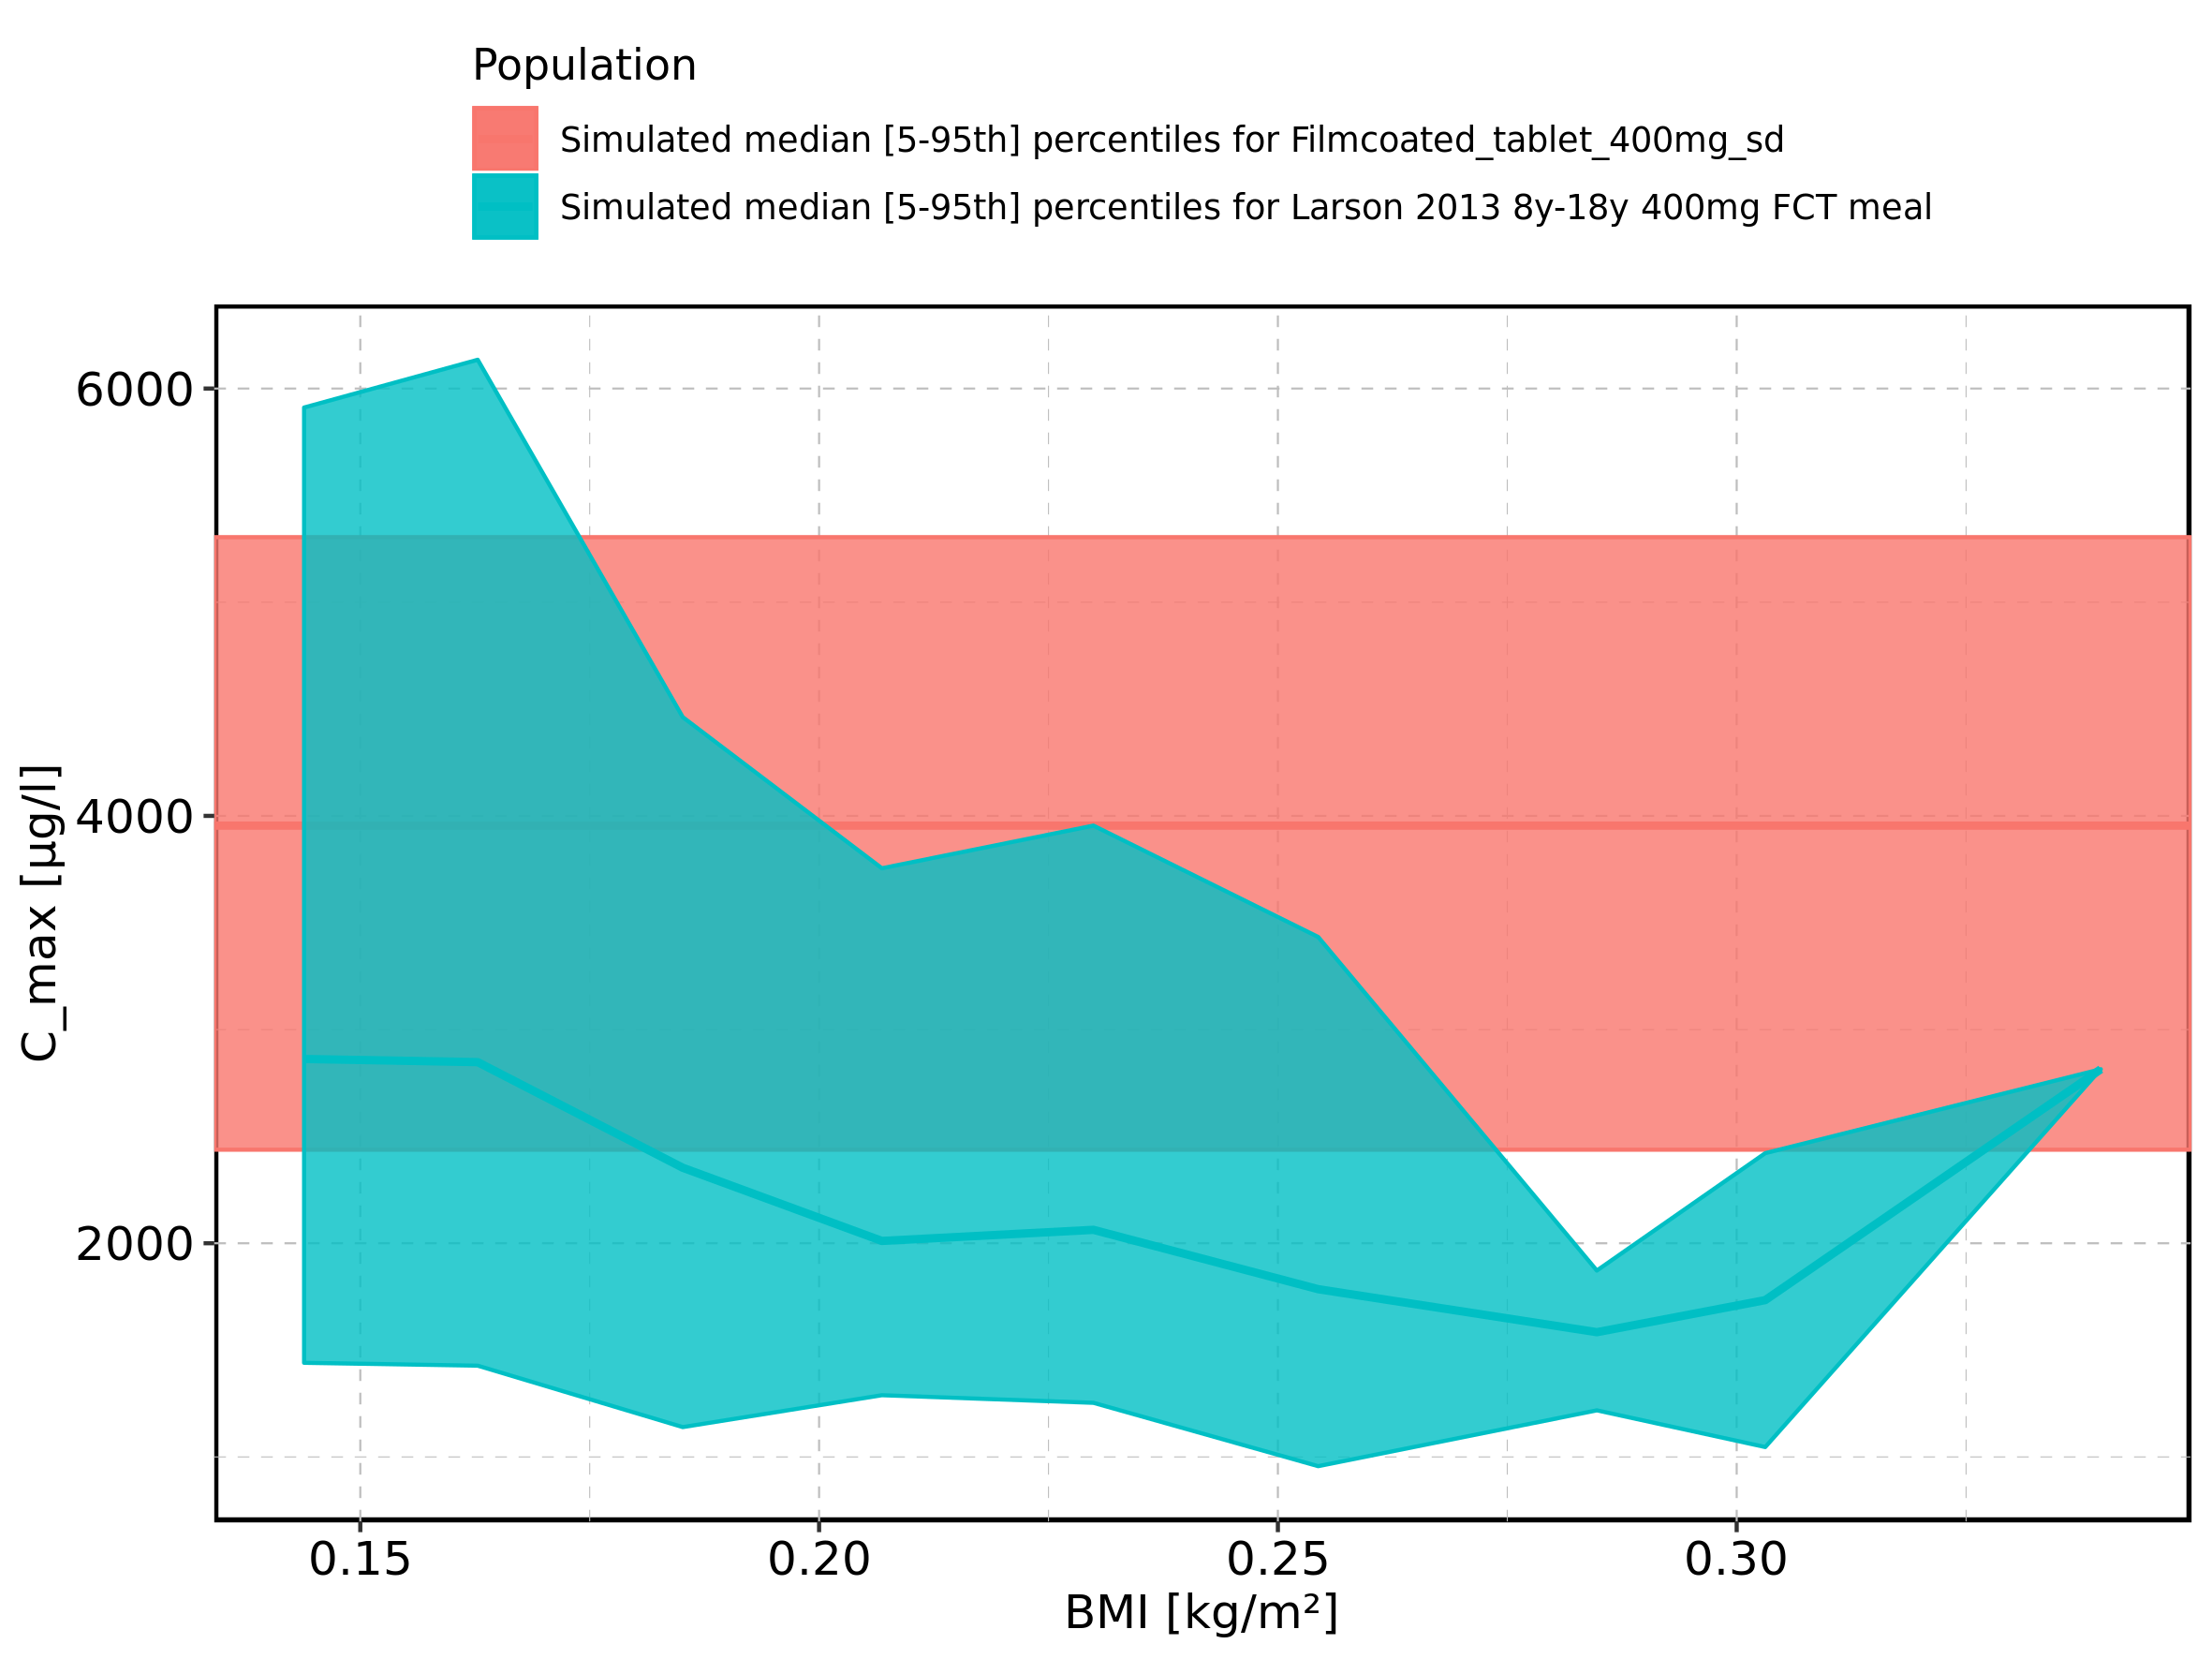 Population
Simulated median [5-95th] percentiles for Filmcoated_tablet_400mg_sd
Simulated median [5-95th] percentiles for Larson 2013 8y-18y 400mg FCT meal
C_max [µg/l]
6000
4000
2000
0.15 0.20 0.25 0.30
BMI [kg/m²]